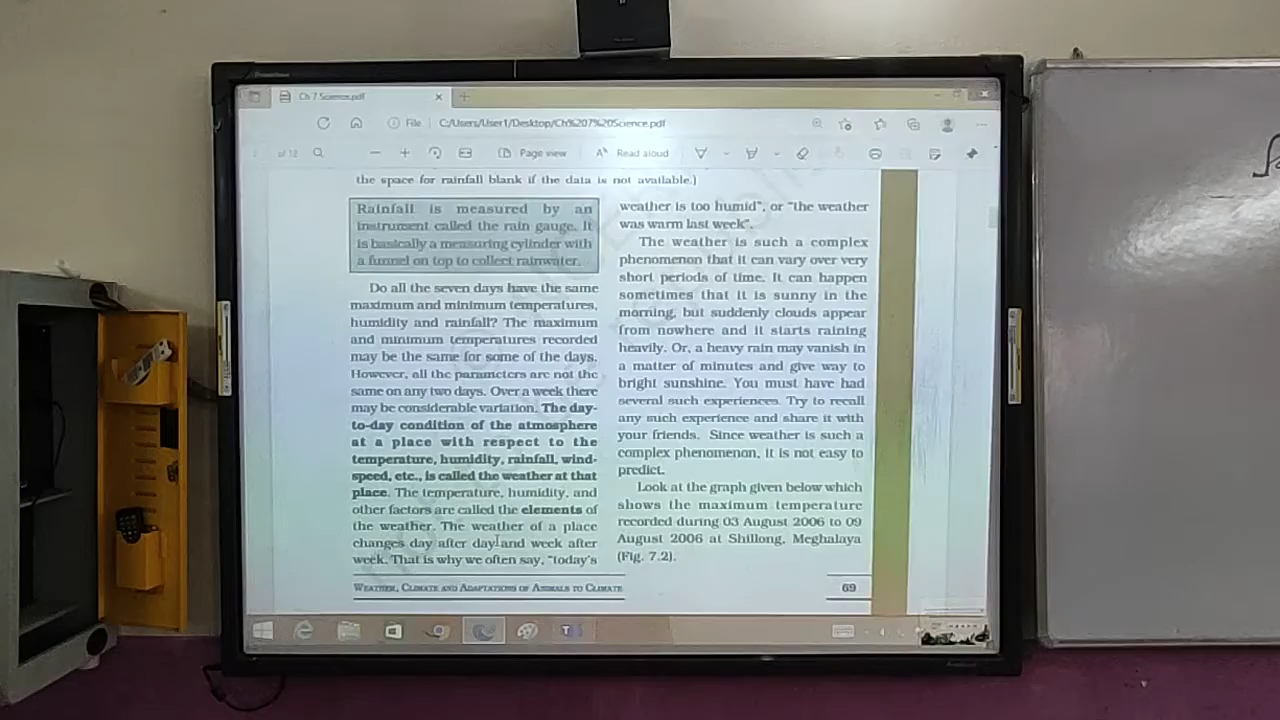 Promethean
Ch 7 Science.pdf
File
C:/Users/User1/Desktop/Ch%207%20Science.pdf
of 12
Page view
Read aloud
the space for rainfall blank if the data is not available.)
Rainfall is measured by an
instrument called the rain gauge. It
is basically a measuring cylinder with
a funnel on top to collect rainwater.
Do all the seven days have the same
maximum and minimum temperatures,
humidity and rainfall? The maximum
and minimum temperatures recorded
may be the same for some of the days.
However, all the parameters are not the
same on any two days. Over a week there
may be considerable variation. The day-
to-day condition of the atmosphere
at a place with respect to the
temperature, humidity, rainfall, wind-
speed, etc., is called the weather at that
place. The temperature, humidity, and
other factors are called the elements of
the weather. The weather of a place
changes day after day and week after
week. That is why we often say, "today's
weather is too humid", or "the weather
was warm last week".
The weather is such a complex
phenomenon that it can vary over very
short periods of time. It can happen
sometimes that it is sunny in the
morning, but suddenly clouds appear
from nowhere and it starts raining
heavily. Or, a heavy rain may vanish in
a matter of minutes and give way to
bright sunshine. You must have had
several such experiences. Try to recall
any such experience and share it with
your friends. Since weather is such a
complex phenomenon, it is not easy to
predict.
Look at the graph given below which
shows the maximum temperature
recorded during 03 August 2006 to 09
August 2006 at Shillong, Meghalaya
(Fig. 7.2).
WEATHER, CLIMATE AND ADAPTATIONS OF ANIMALS TO CLIMATE
69